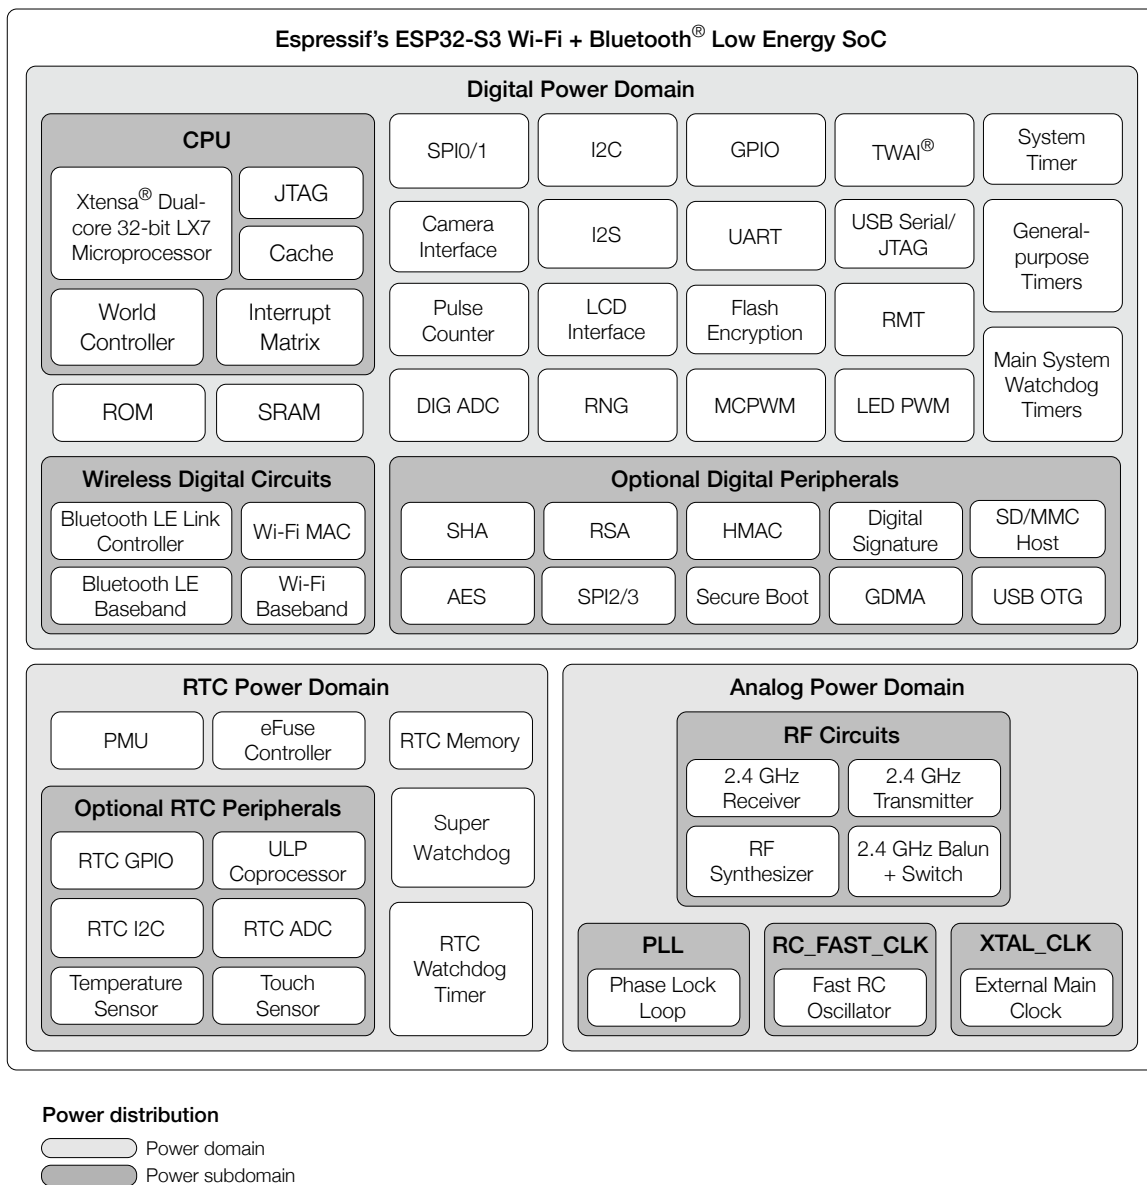 Espressif's ESP32-S3 Wi-Fi + Bluetooth® Low Energy SoC
Digital Power Domain
CPU
Xtensa® Dual-
core 32-bit LX7
Microprocessor
JTAG
Cache
World
Controller
Interrupt
Matrix
ROM
SRAM
SPI0/1
I2C
GPIO
TWAI®
System
Timer
Camera
Interface
I2S
UART
USB Serial/
JTAG
General-
purpose
Timers
Pulse
Counter
LCD
Interface
Flash
Encryption
RMT
Main System
Watchdog
Timers
DIG ADC
RNG
MCPWM
LED PWM
Wireless Digital Circuits
Bluetooth LE Link
Controller
Wi-Fi MAC
Bluetooth LE
Baseband
Wi-Fi
Baseband
Optional Digital Peripherals
SHA
RSA
HMAC
Digital
Signature
SD/MMC
Host
AES
SPI2/3
Secure Boot
GDMA
USB OTG
RTC Power Domain
PMU
eFuse
Controller
RTC Memory
Optional RTC Peripherals
RTC GPIO
ULP
Coprocessor
RTC I2C
RTC ADC
Temperature
Sensor
Touch
Sensor
Super
Watchdog
RTC
Watchdog
Timer
Analog Power Domain
RF Circuits
2.4 GHz
Receiver
2.4 GHz
Transmitter
RF
Synthesizer
2.4 GHz Balun
+ Switch
PLL
Phase Lock
Loop
RC_FAST_CLK
Fast RC
Oscillator
XTAL_CLK
External Main
Clock
Power distribution
Power domain
Power subdomain